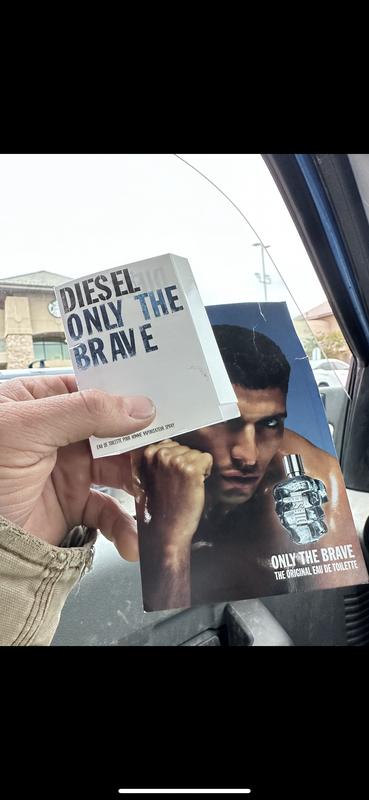 DIESEL
ONLY THE
BRAVE
EAU DE TOILETTE POUR HOMME VAPORISATEUR SPRAY
ONLY THE BRAVE
THE ORIGINAL EAU DE TOILETTE